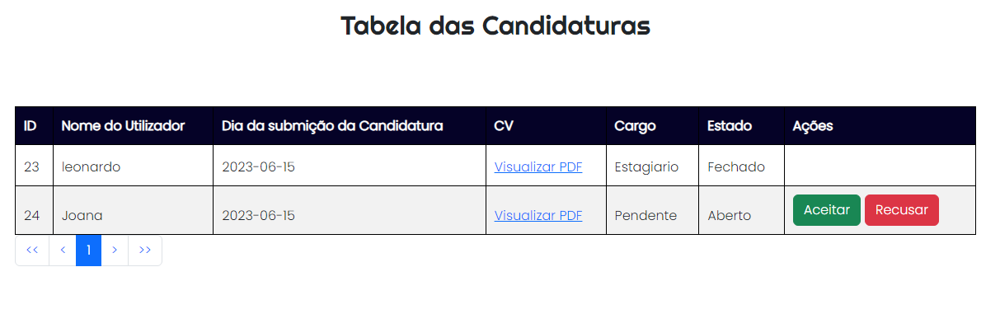 Tabela das Candidaturas
ID Nome do Utilizador Dia da submição da Candidatura CV Cargo Estado Ações
23 leonardo 2023-06-15 Visualizar PDF Estagiario Fechado
24 Joana 2023-06-15 Visualizar PDF Pendente Aberto Aceitar Recusar
<< < 1 > >>